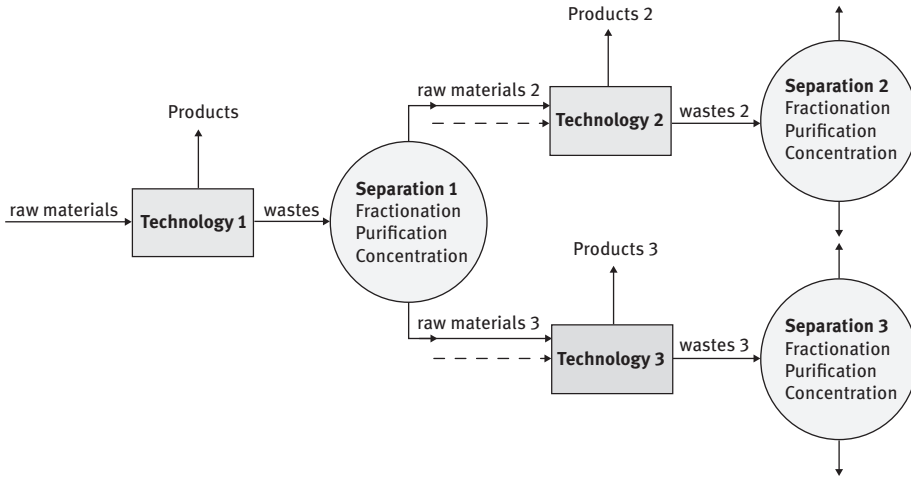 raw materials
Products
Technology 1
wastes
Separation 1
Fractionation
Purification
Concentration
raw materials 2
Products 2
Technology 2
wastes 2
Separation 2
Fractionation
Purification
Concentration
raw materials 3
Products 3
Technology 3
wastes 3
Separation 3
Fractionation
Purification
Concentration